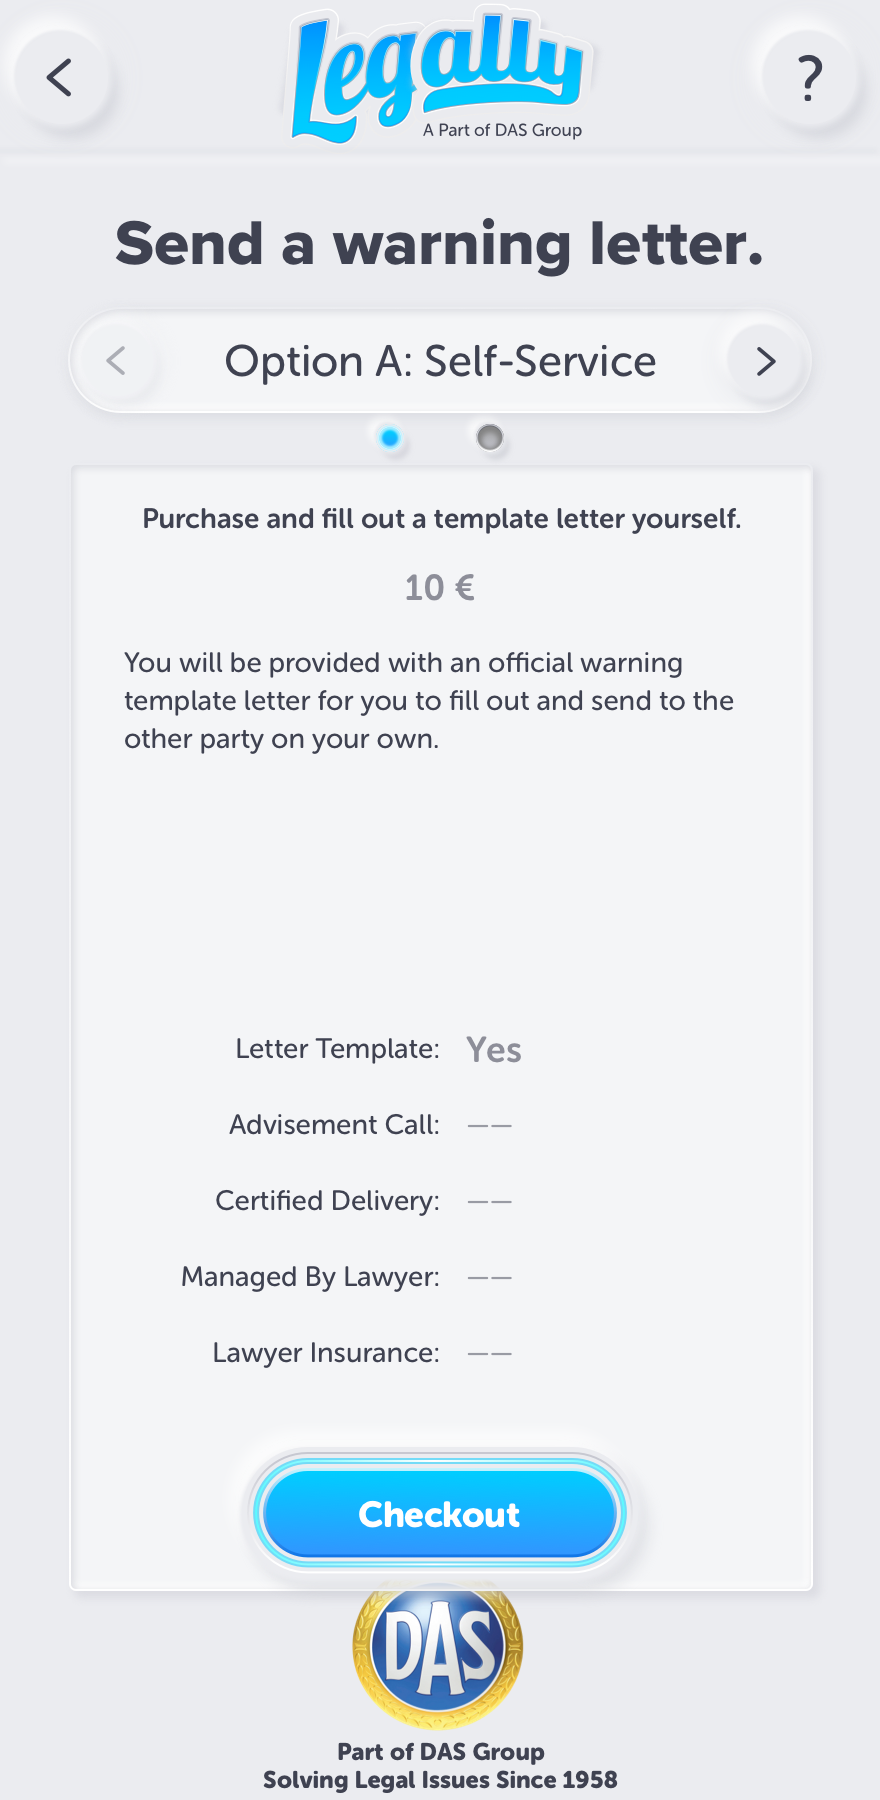 Legally
A Part of DAS Group
?
Send a warning letter.
Option A: Self-Service
Purchase and fill out a template letter yourself.
10 €
You will be provided with an official warning
template letter for you to fill out and send to the
other party on your own.
Letter Template: Yes
Advisement Call: ——
Certified Delivery: ——
Managed By Lawyer: ——
Lawyer Insurance: ——
Checkout
DAS
Part of DAS Group
Solving Legal Issues Since 1958